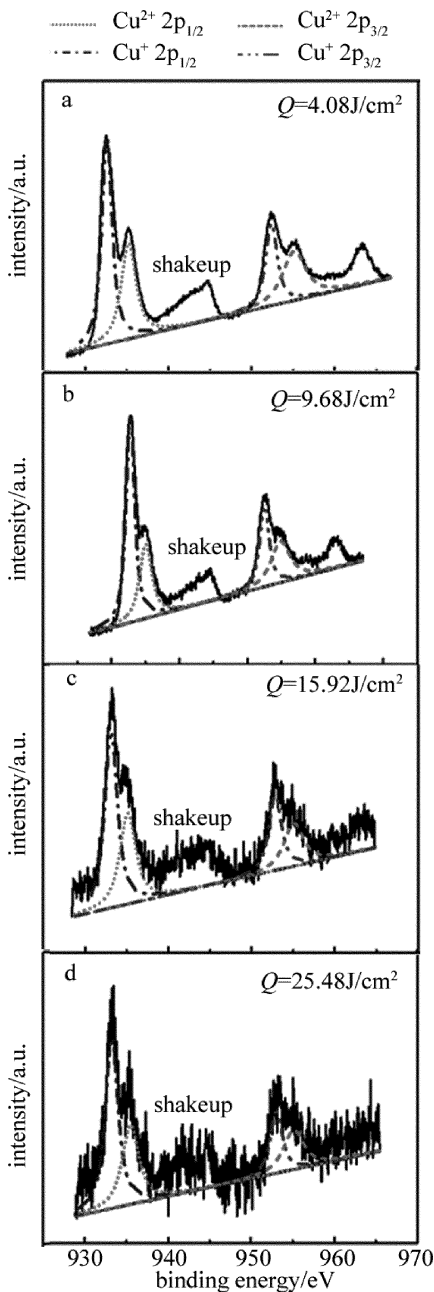 Cu²⁺ 2p₁/₂ Cu²⁺ 2p₃/₂
Cu⁺ 2p₁/₂ Cu⁺ 2p₃/₂
a
Q=4.08J/cm²
shakeup
intensity/a.u.
b
Q=9.68J/cm²
shakeup
intensity/a.u.
c
Q=15.92J/cm²
shakeup
intensity/a.u.
d
Q=25.48J/cm²
shakeup
intensity/a.u.
930 940 950 960 970
binding energy/eV